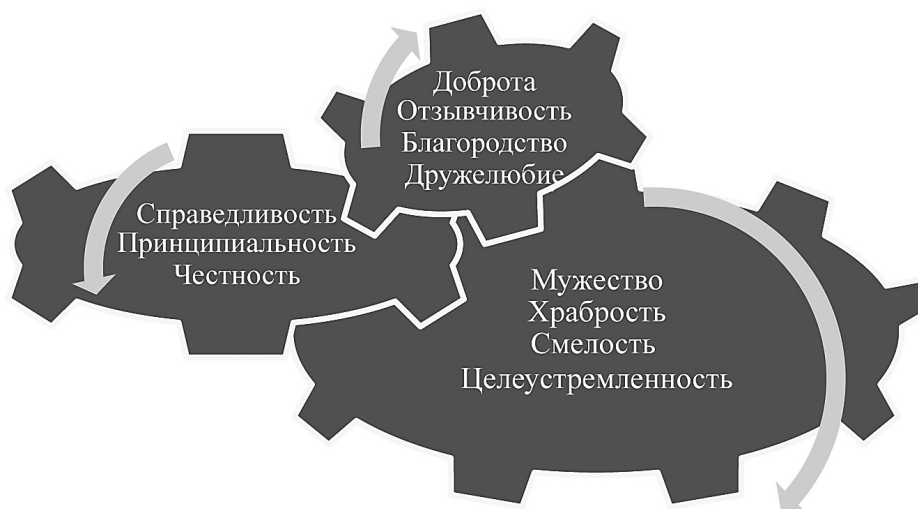 Доброта
Отзывчивость
Благородство
Дружелюбие
Справедливость
Принципиальность
Честность
Мужество
Храбрость
Смелость
Целеустремленность